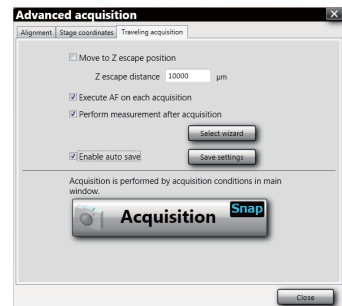 Advanced acquisition
Alignment Stage coordinates Traveling acquisition
Move to Z escape position
Z escape distance 10000 μm
Execute AF on each acquisition
Perform measurement after acquisition
Select wizard
Enable auto save Save settings
Acquisition is performed by acquisition conditions in main
window.
Acquisition Snap
Close